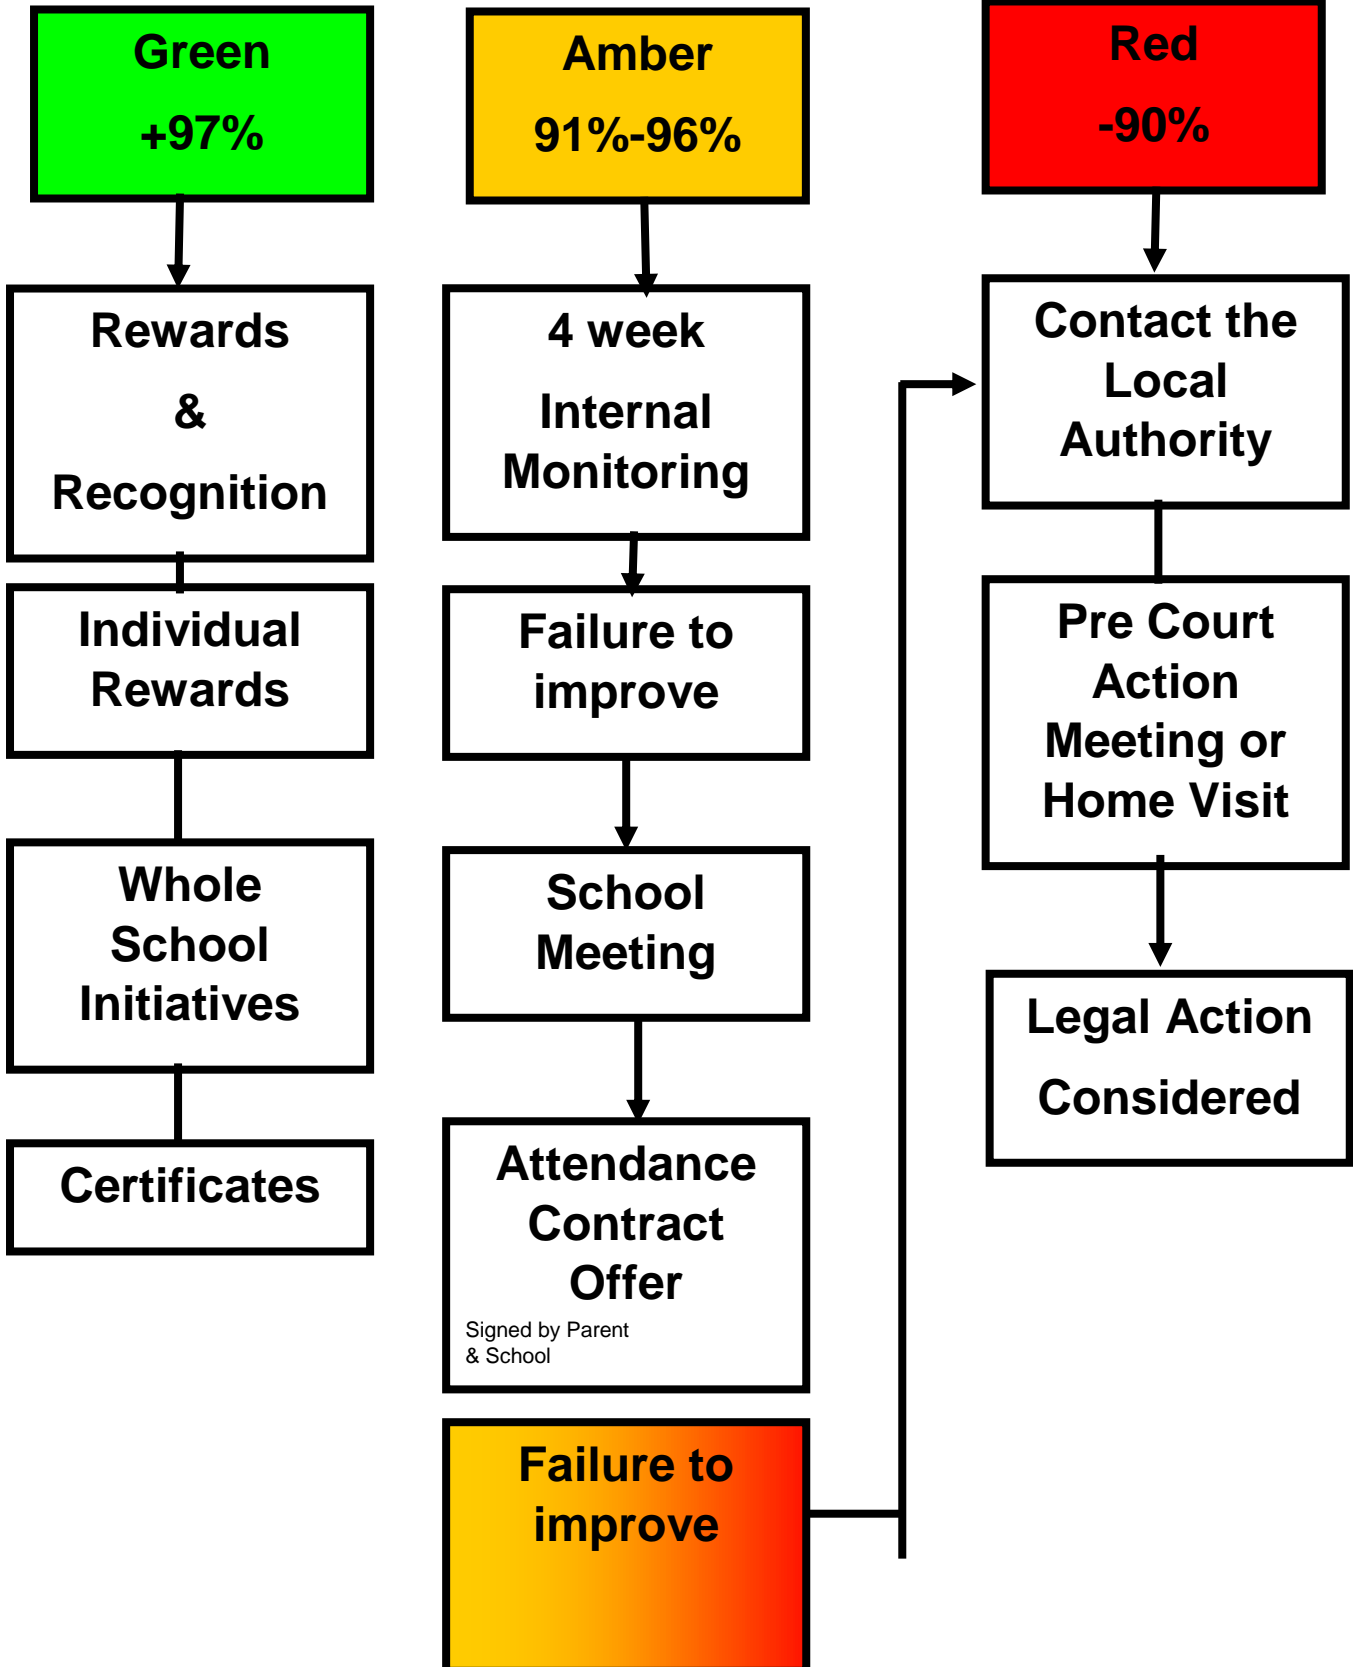 Green
+97%
Rewards
&
Recognition
Individual
Rewards
Whole
School
Initiatives
Certificates
Amber
91%-96%
4 week
Internal
Monitoring
Failure to
improve
School
Meeting
Attendance
Contract
Offer
Signed by Parent
& School
Failure to
improve
Red
-90%
Contact the
Local
Authority
Pre Court
Action
Meeting or
Home Visit
Legal Action
Considered